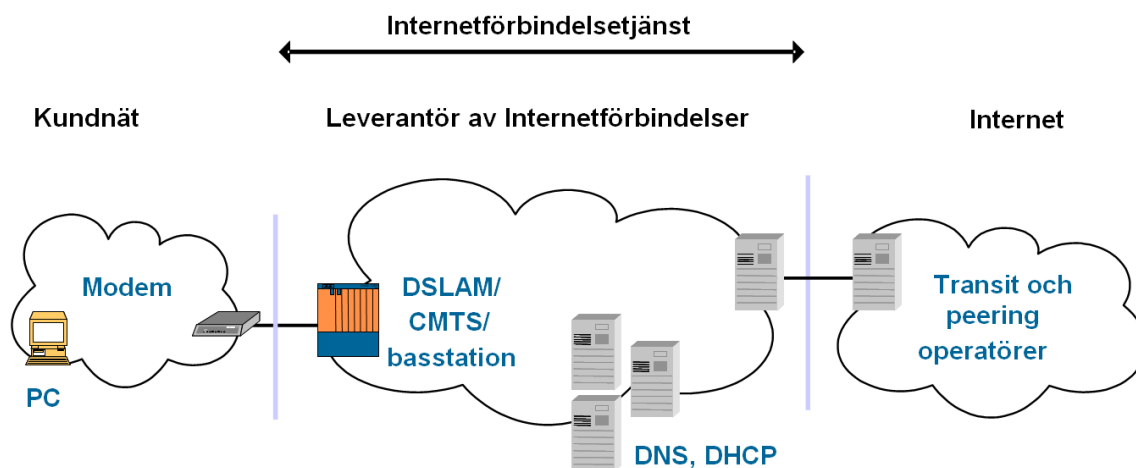 Internetförbindelsetjänst
Kundnät
Leverantör av Internetförbindelser
Internet
Modem
PC
DSLAM/
CMTS/
basstation
DNS, DHCP
Transit och
peering
operatörer